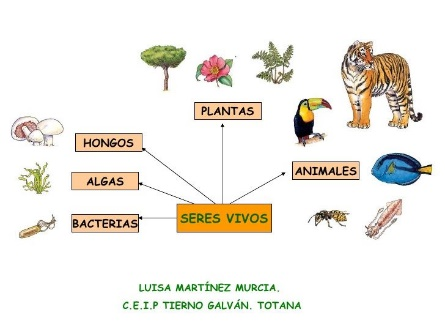 PLANTAS
HONGOS
ANIMALES
ALGAS
BACTERIAS
SERES VIVOS
LUISA MARTÍNEZ MURCIA.
C.E.I.P TIERNO GALVÁN. TOTANA